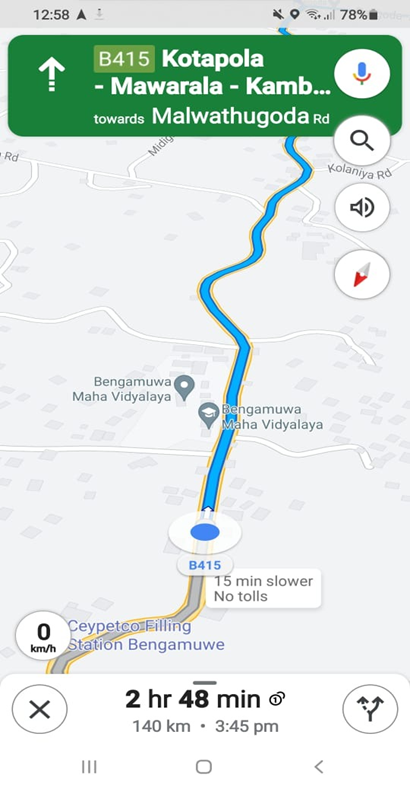 12:58
78%
B415 Kotapola
- Mawarala - Kamb...
towards Malwathugoda Rd
Rd
Midig
Kolaniya Rd
Bengamuwa
Maha Vidyalaya
Bengamuwa
Maha Vidyalaya
B415
15 min slower
No tolls
0
km/h
Ceypetco Filling
Station Bengamuwe
2 hr 48 min
140 km • 3:45 pm